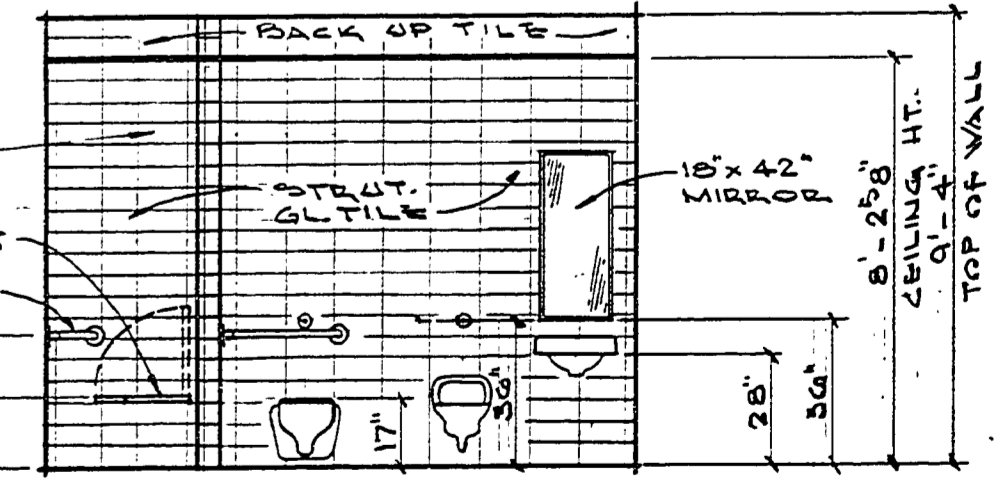 BACK UP TILE
STRUT.
GL TILE
18" x 42"
MIRROR
17"
36"
28"
36"
8'-2 5/8"
CEILING HT.
9'-4"
TOP OF WALL